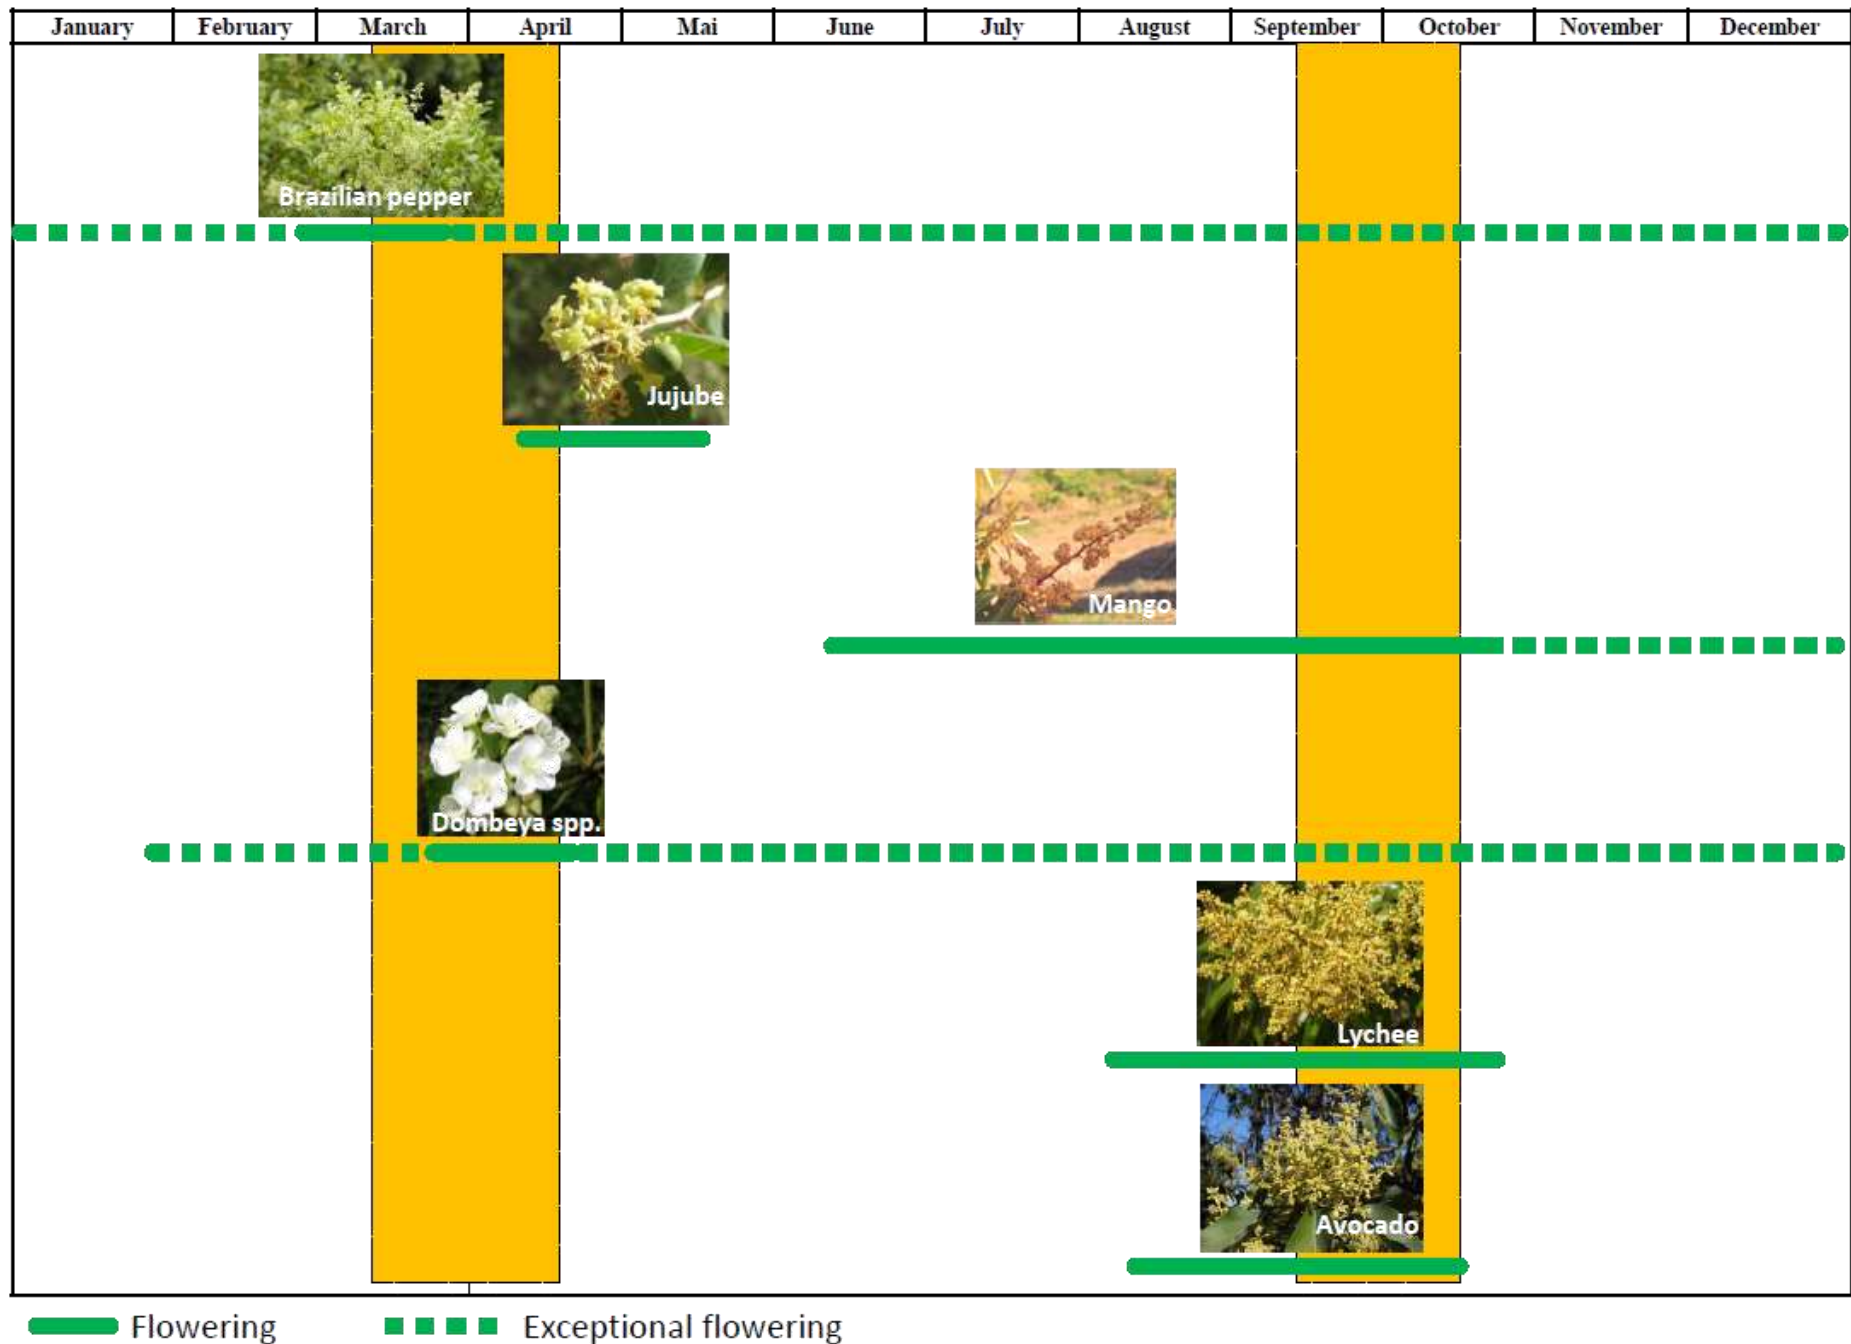 January February March April Mai June July August September October November December
Brazilian pepper
Jujube
Mango
Dombeya spp.
Lychee
Avocado
Flowering Exceptional flowering